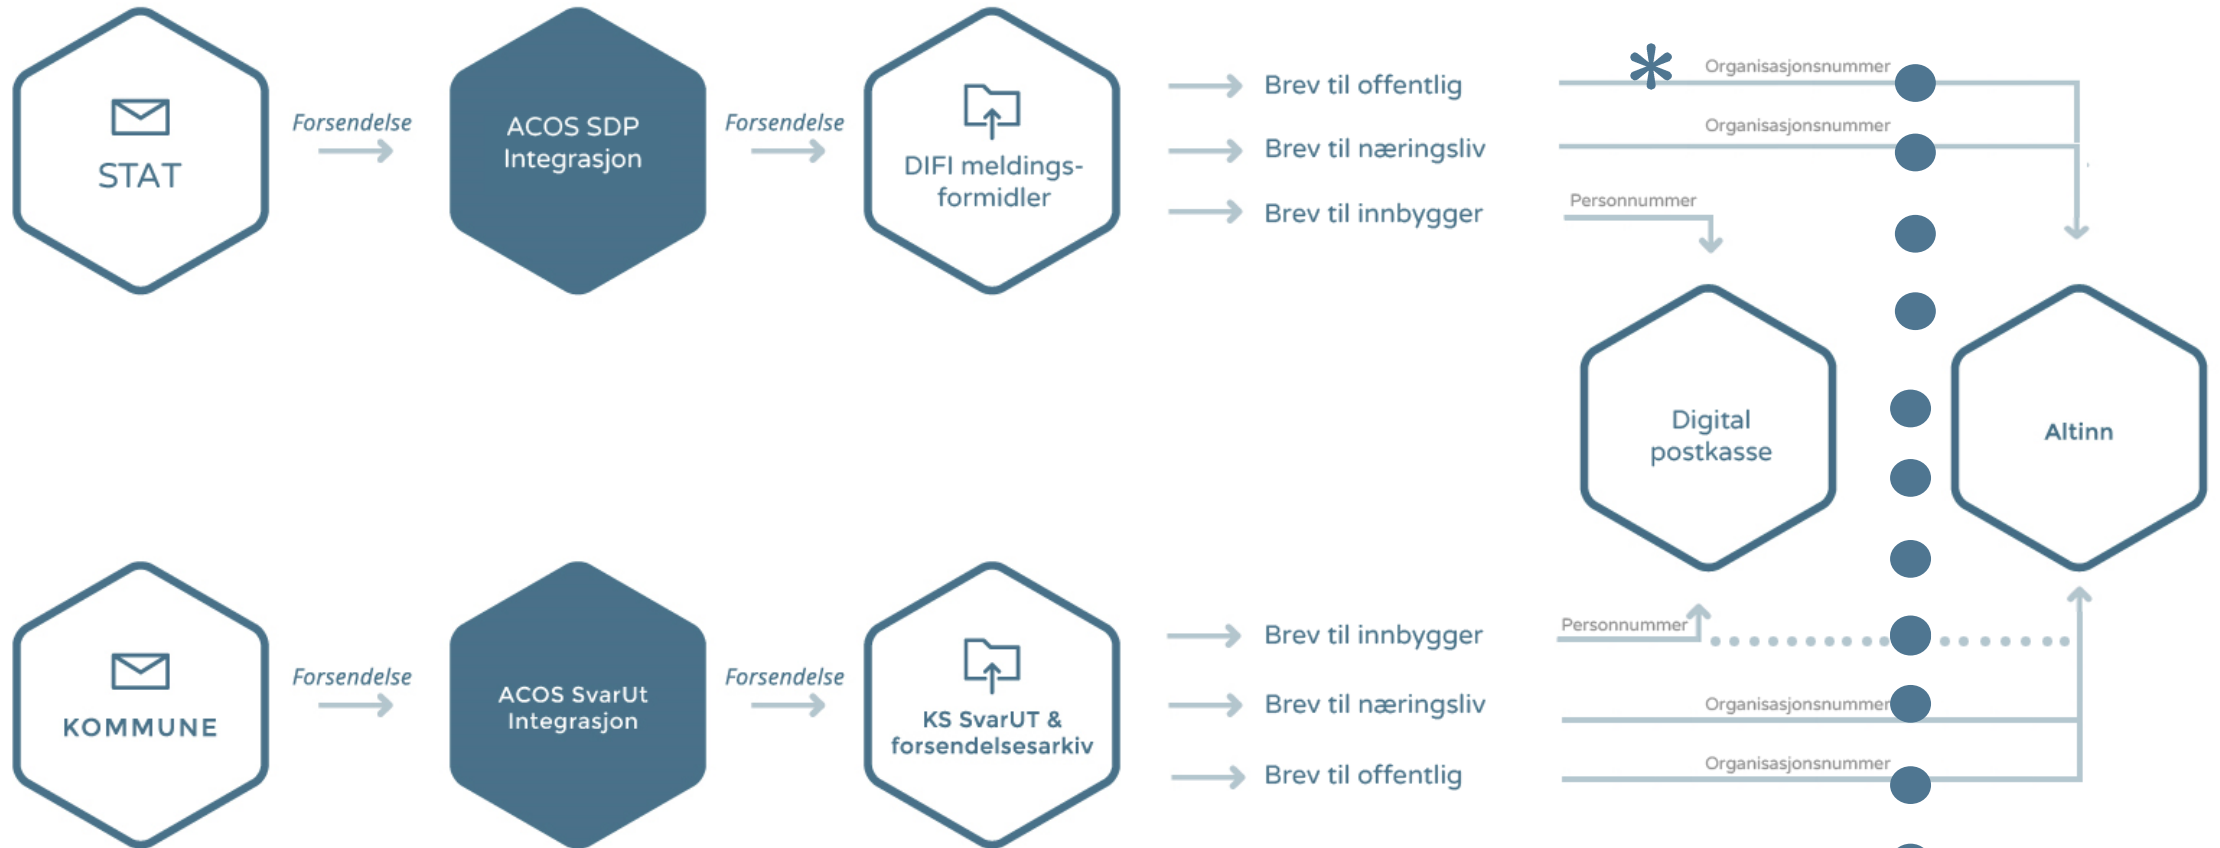 STAT
Forsendelse
ACOS SDP
Integrasjon
Forsendelse
DIFI meldings-
formidler
Brev til offentlig
Brev til næringsliv
Brev til innbygger
*
Organisasjonsnummer
Organisasjonsnummer
Personnummer
Digital
postkasse
Altinn
KOMMUNE
Forsendelse
ACOS SvarUt
Integrasjon
Forsendelse
KS SvarUT &
forsendelsesarkiv
Brev til innbygger
Brev til næringsliv
Brev til offentlig
Personnummer
Organisasjonsnummer
Organisasjonsnummer